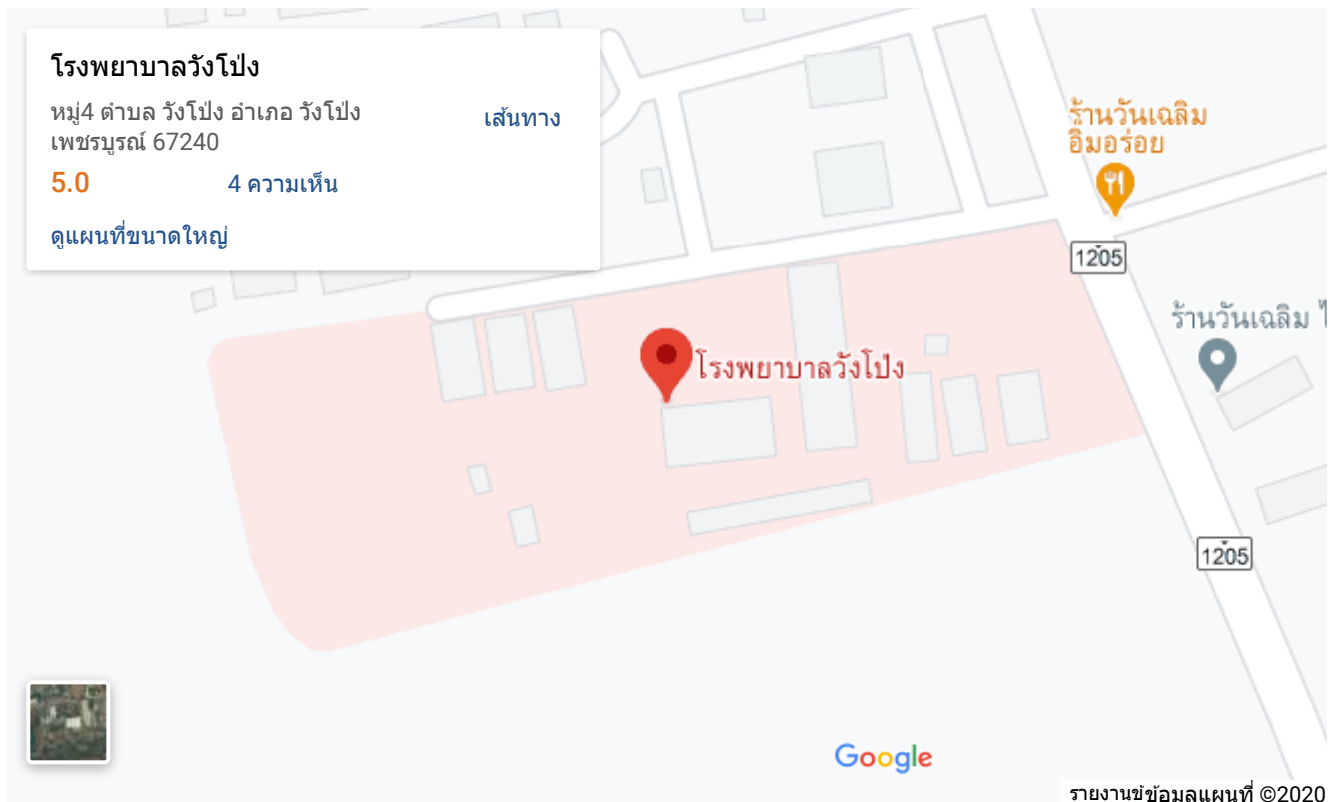 โรงพยาบาลวังโป่ง
หมู่4 ตำบล วังโป่ง อำเภอ วังโป่ง
เพชรบูรณ์ 67240
เส้นทาง
5.0 4 ความเห็น
ดูแผนที่ขนาดใหญ่
ร้านวันเฉลิม
อิ่มอร่อย
1205
ร้านวันเฉลิม ไ
โรงพยาบาลวังโป่ง
1205
Google
รายงานข้ข้อมูลแผนที่ ©2020